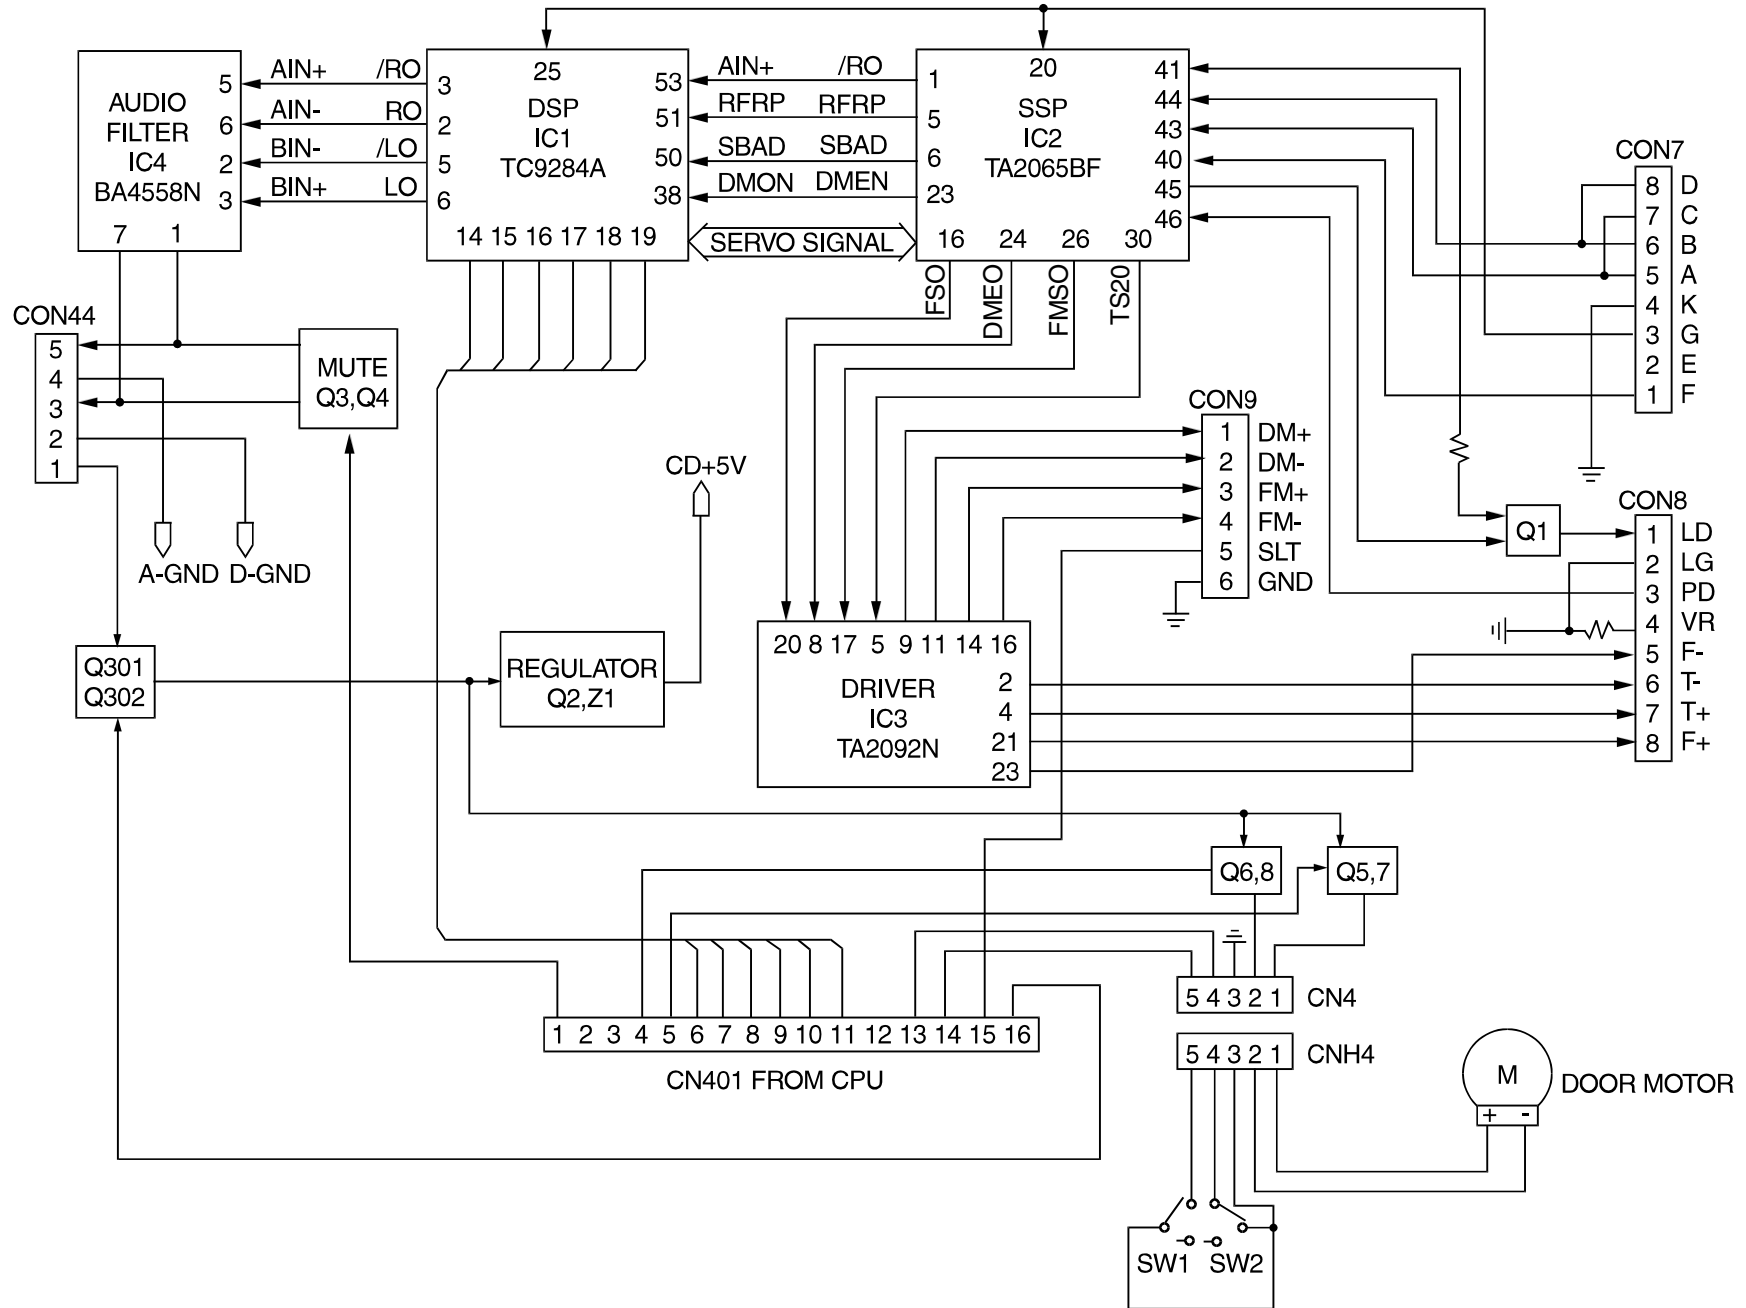 AUDIO
FILTER
IC4
BA4558N
5
6
2
3
7 1
AIN+ /RO
AIN- RO
BIN- /LO
BIN+ LO
3
2
5
6
25
DSP
IC1
TC9284A
53
51
50
38
14 15 16 17 18 19
AIN+ /RO
RFRP RFRP
SBAD SBAD
DMON DMEN
SERVO SIGNAL
1
5
6
23
20
SSP
IC2
TA2065BF
41
44
43
40
45
46
16 24 26 30
FSO
DMEO
FMSO
TS20
CON7
8 D
7 C
6 B
5 A
4 K
3 G
2 E
1 F
CON44
5
4
3
2
1
MUTE
Q3,Q4
A-GND D-GND
CD+5V
CON9
1 DM+
2 DM-
3 FM+
4 FM-
5 SLT
6 GND
Q1
CON8
1 LD
2 LG
3 PD
4 VR
5 F-
6 T-
7 T+
8 F+
Q301
Q302
REGULATOR
Q2,Z1
20 8 17 5 9 11 14 16
DRIVER
IC3
TA2092N
2
4
21
23
Q6,8
Q5,7
5 4 3 2 1 CN4
1 2 3 4 5 6 7 8 9 10 11 12 13 14 15 16
CN401 FROM CPU
5 4 3 2 1 CNH4
M
+ -
DOOR MOTOR
SW1 SW2